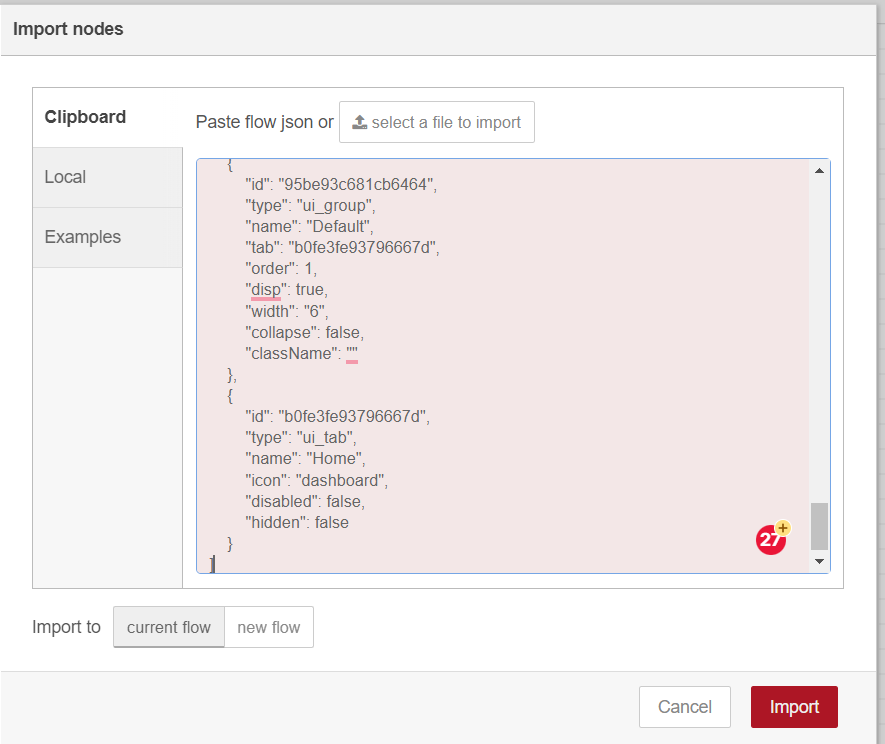 Import nodes
Clipboard
Local
Examples
Paste flow json or select a file to import
{
"id": "95be93c681cb6464",
"type": "ui_group",
"name": "Default",
"tab": "b0fe3fe93796667d",
"order": 1,
"disp": true,
"width": "6",
"collapse": false,
"className": ""
},
{
"id": "b0fe3fe93796667d",
"type": "ui_tab",
"name": "Home",
"icon": "dashboard",
"disabled": false,
"hidden": false
}
]
27+
Import to current flow new flow
Cancel Import